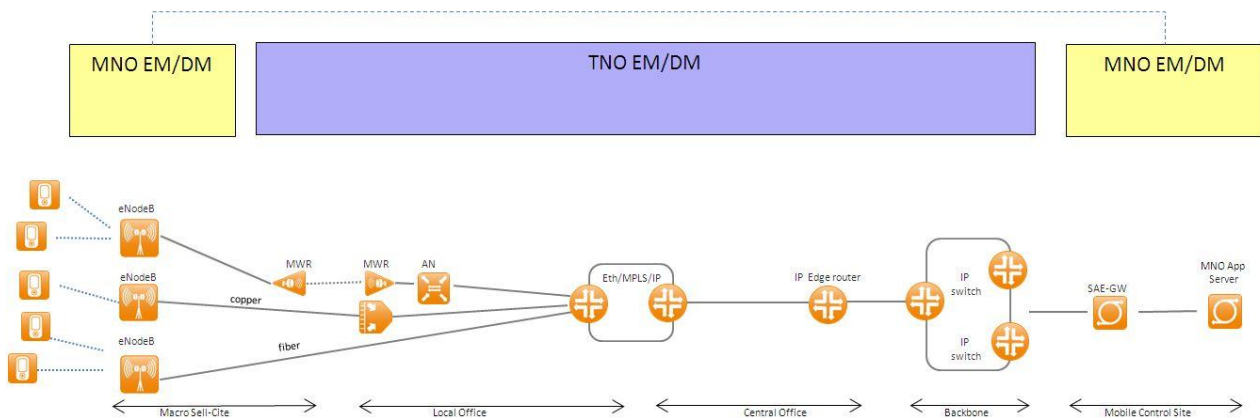 MNO EM/DM
TNO EM/DM
MNO EM/DM
eNodeB
MWR
MWR
AN
eNodeB
copper
eNodeB
fiber
Eth/MPLS/IP
IP Edge router
IP
switch
IP
switch
SAE-GW
MNO App
Server
Macro Sell-Cite
Local Office
Central Office
Backbone
Mobile Control Site